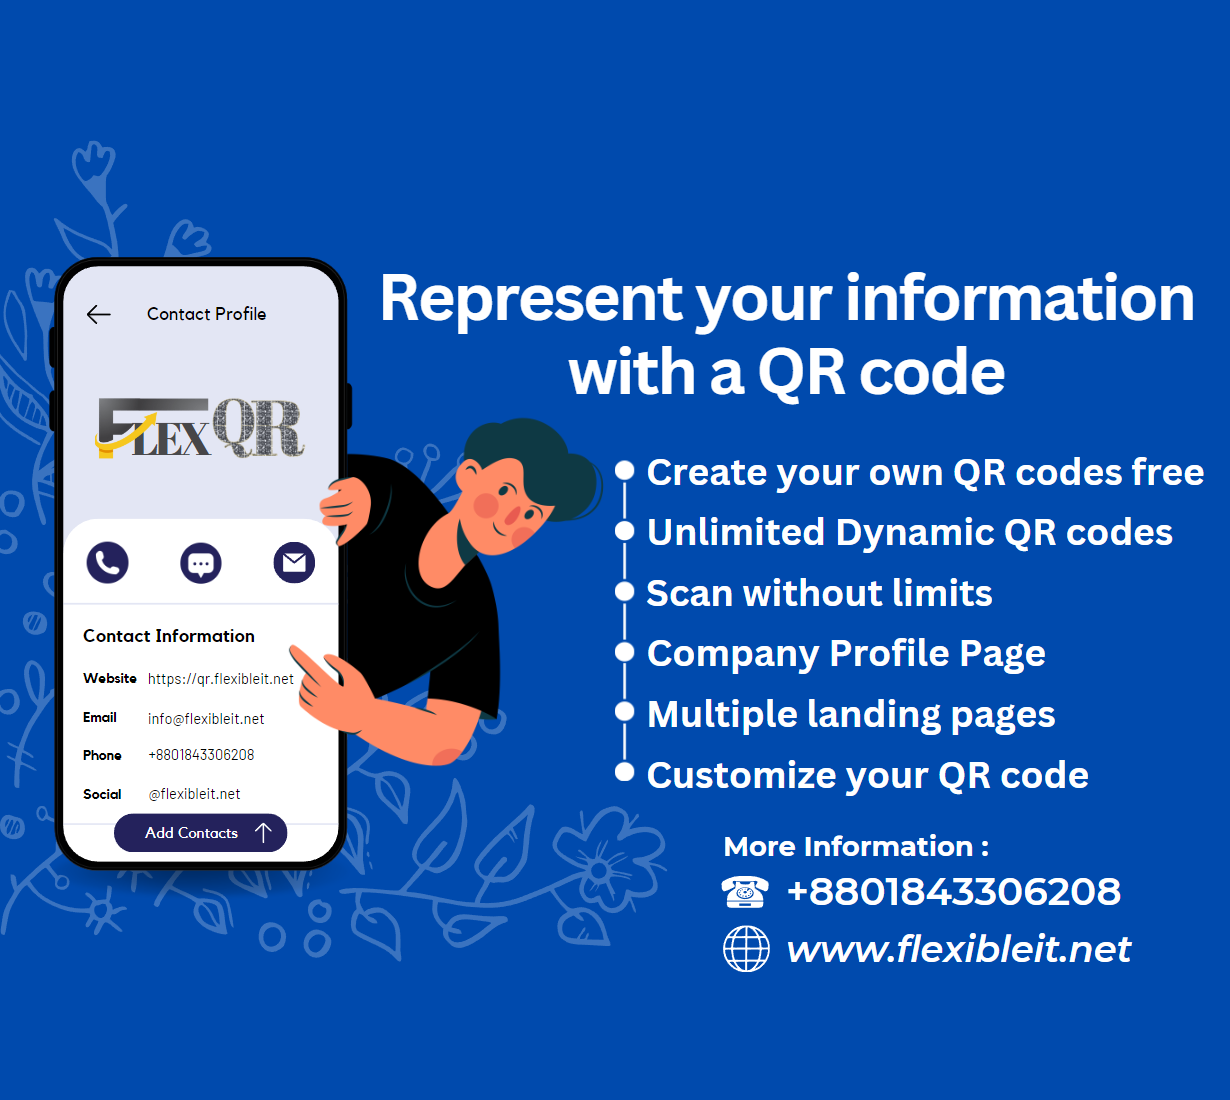 Contact Profile
FLEX QR
Contact Information
Website https://qr.flexibleit.net
Email info@flexibleit.net
Phone +8801843306208
Social @flexibleit.net
Add Contacts
Represent your information
with a QR code
Create your own QR codes free
Unlimited Dynamic QR codes
Scan without limits
Company Profile Page
Multiple landing pages
Customize your QR code
More Information :
+8801843306208
www.flexibleit.net